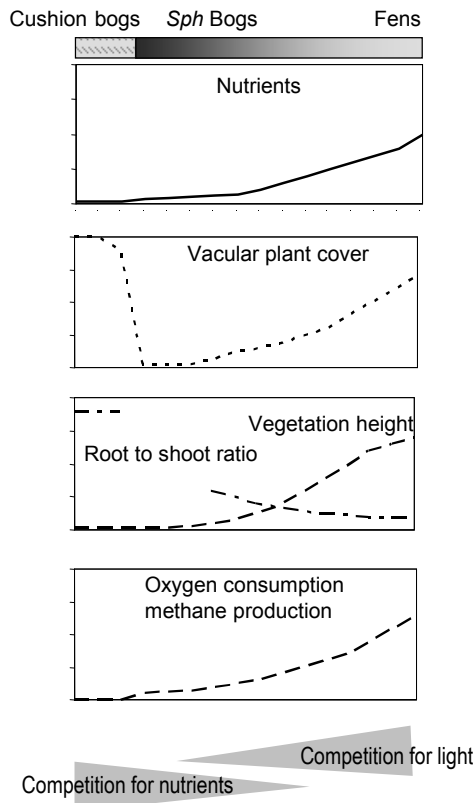 Cushion bogs Sph Bogs Fens
Nutrients
Vacular plant cover
Vegetation height
Root to shoot ratio
Oxygen consumption
methane production
Competition for light
Competition for nutrients